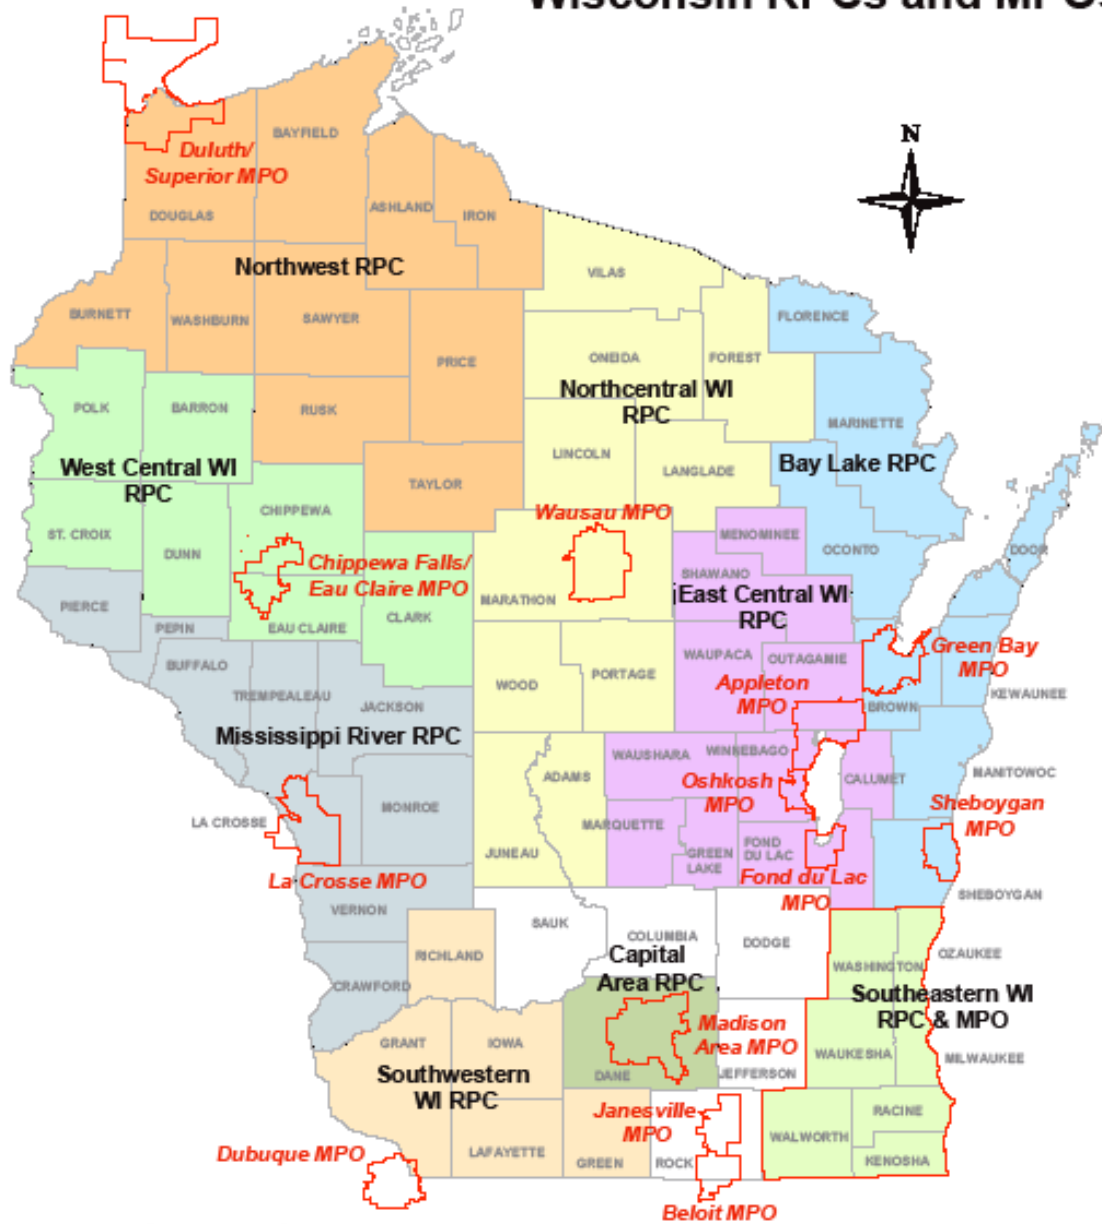 Wisconsin RPCs and MPOs
N
BAYFIELD
Duluth/
Superior MPO
ASHLAND
DOUGLAS
IRON
Northwest RPC
VILAS
BURNETT
WASHBURN
SAWYER
FLORENCE
PRICE
ONEIDA
FOREST
Northcentral WI
RPC
POLK
BARRON
RUSK
MARINETTE
LINCOLN
West Central WI
RPC
Bay Lake RPC
LANGLADE
TAYLOR
CHIPPEWA
Wausau MPO
ST. CROIX
MENOMINEE
DUNN
OCONTO
DOOR
Chippewa Falls/
Eau Claire MPO
SHAWANO
MARATHON
East Central WI
RPC
PIERCE
CLARK
PEPIN
EAU CLAIRE
Green Bay
MPO
BUFFALO
WAUPACA
OUTAGAMIE
WOOD
PORTAGE
Appleton
MPO
TREMPEALEAU
JACKSON
KEWAUNEE
BROWN
Mississippi River RPC
WAUSHARA
WINNEBAGO
MANITOWOC
ADAMS
Oshkosh
MPO
CALUMET
MONROE
Sheboygan
MPO
LA CROSSE
MARQUETTE
JUNEAU
GREEN
LAKE
FOND
DU LAC
La Crosse MPO
Fond du Lac
MPO
SHEBOYGAN
VERNON
SAUK
COLUMBIA
DODGE
RICHLAND
Capital
Area RPC
OZAUKEE
WASHINGTON
CRAWFORD
Southeastern WI
RPC & MPO
Madison
Area MPO
GRANT
IOWA
WAUKESHA
MILWAUKEE
Southwestern
WI RPC
DANE
JEFFERSON
Janesville
MPO
RACINE
WALWORTH
Dubuque MPO
LAFAYETTE
GREEN
ROCK
KENOSHA
Beloit MPO